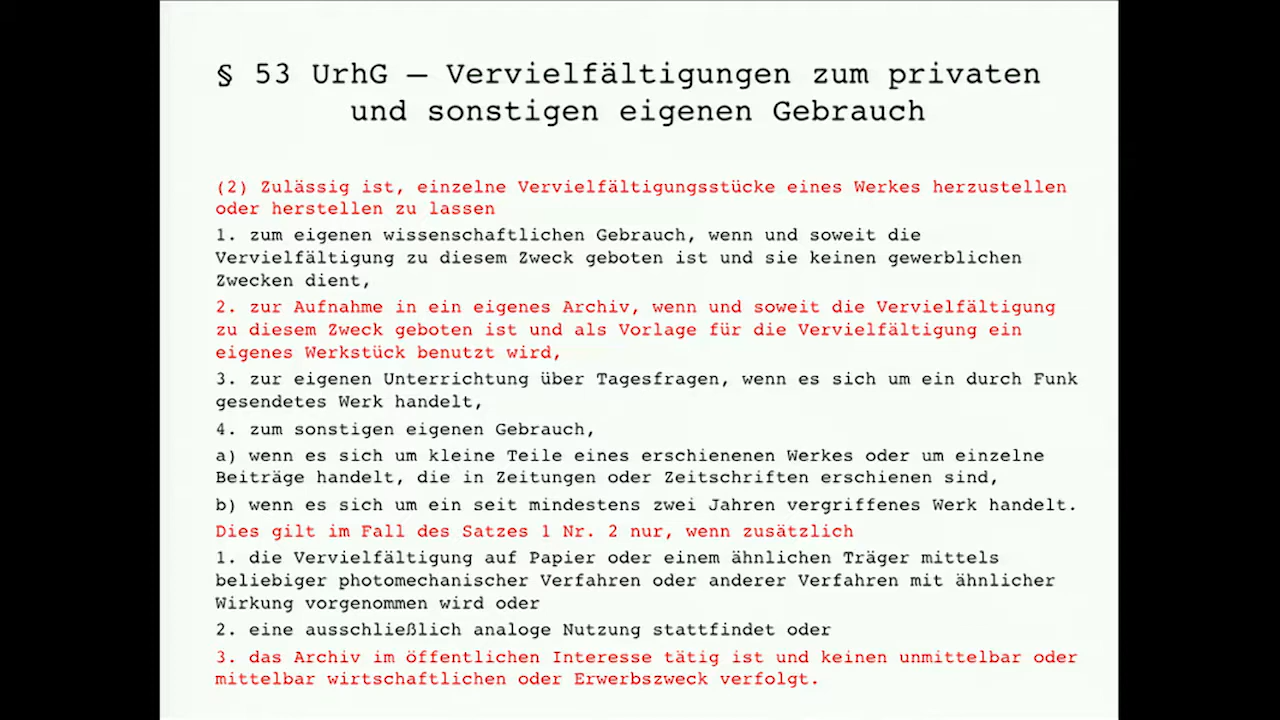 § 53 UrhG – Vervielfältigungen zum privaten
und sonstigen eigenen Gebrauch
(2) Zulässig ist, einzelne Vervielfältigungsstücke eines Werkes herzustellen
oder herstellen zu lassen
1. zum eigenen wissenschaftlichen Gebrauch, wenn und soweit die
Vervielfältigung zu diesem Zweck geboten ist und sie keinen gewerblichen
Zwecken dient,
2. zur Aufnahme in ein eigenes Archiv, wenn und soweit die Vervielfältigung
zu diesem Zweck geboten ist und als Vorlage für die Vervielfältigung ein
eigenes Werkstück benutzt wird,
3. zur eigenen Unterrichtung über Tagesfragen, wenn es sich um ein durch Funk
gesendetes Werk handelt,
4. zum sonstigen eigenen Gebrauch,
a) wenn es sich um kleine Teile eines erschienenen Werkes oder um einzelne
Beiträge handelt, die in Zeitungen oder Zeitschriften erschienen sind,
b) wenn es sich um ein seit mindestens zwei Jahren vergriffenes Werk handelt.
Dies gilt im Fall des Satzes 1 Nr. 2 nur, wenn zusätzlich
1. die Vervielfältigung auf Papier oder einem ähnlichen Träger mittels
beliebiger photomechanischer Verfahren oder anderer Verfahren mit ähnlicher
Wirkung vorgenommen wird oder
2. eine ausschließlich analoge Nutzung stattfindet oder
3. das Archiv im öffentlichen Interesse tätig ist und keinen unmittelbar oder
mittelbar wirtschaftlichen oder Erwerbszweck verfolgt.